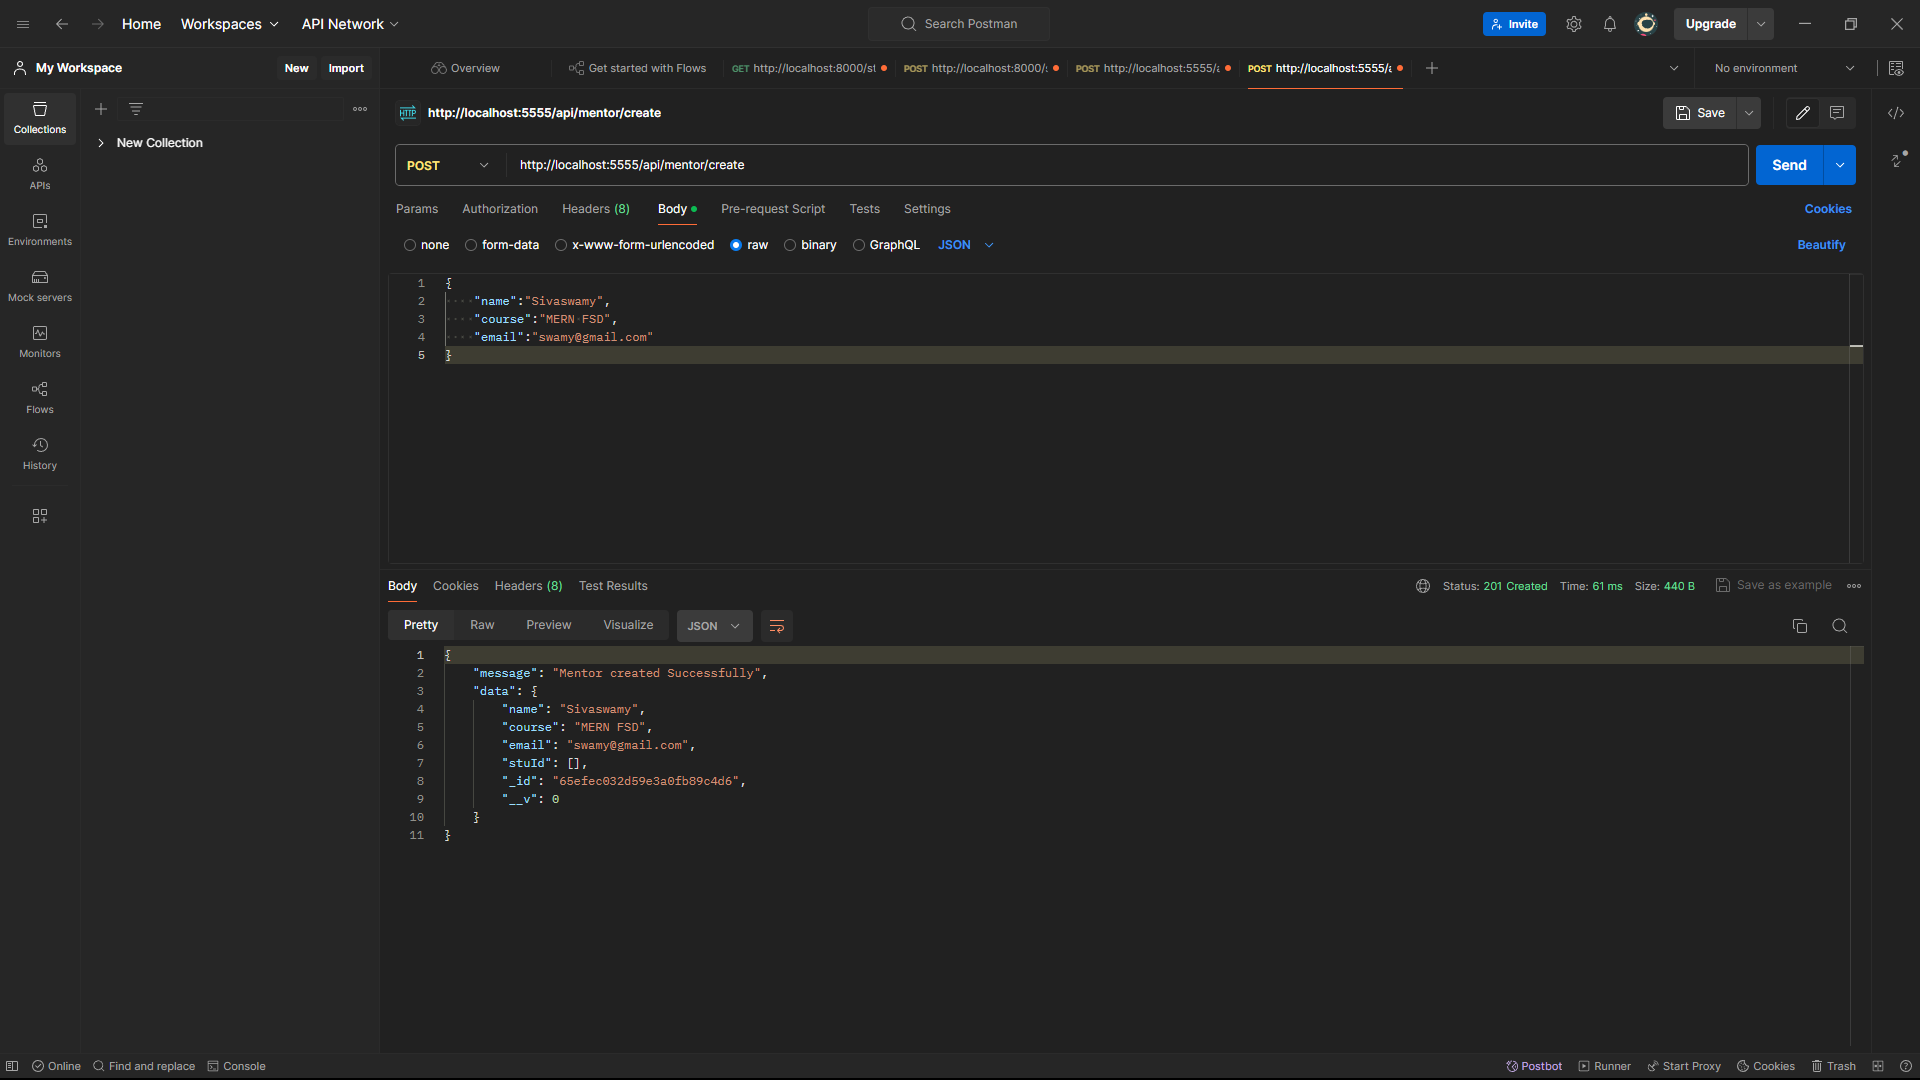 Home Workspaces API Network Search Postman Invite Upgrade
My Workspace New Import Overview Get started with Flows GET http://localhost:8000/st POST http://localhost:8000/s POST http://localhost:5555/a POST http://localhost:5555/a No environment
Collections
APIs
Environments
Mock servers
Monitors
Flows
History
New Collection
HTTP http://localhost:5555/api/mentor/create Save
POST http://localhost:5555/api/mentor/create Send
Params Authorization Headers (8) Body Pre-request Script Tests Settings Cookies
none form-data x-www-form-urlencoded raw binary GraphQL JSON Beautify
1 {
2 "name":"Sivaswamy",
3 "course":"MERN FSD",
4 "email":"swamy@gmail.com"
5 }
Body Cookies Headers (8) Test Results Status: 201 Created Time: 61 ms Size: 440 B Save as example
Pretty Raw Preview Visualize JSON
1 {
2 "message": "Mentor created Successfully",
3 "data": {
4 "name": "Sivaswamy",
5 "course": "MERN FSD",
6 "email": "swamy@gmail.com",
7 "stuId": [],
8 "_id": "65efec032d59e3a0fb89c4d6",
9 "__v": 0
10 }
11 }
Online Find and replace Console Postbot Runner Start Proxy Cookies Trash